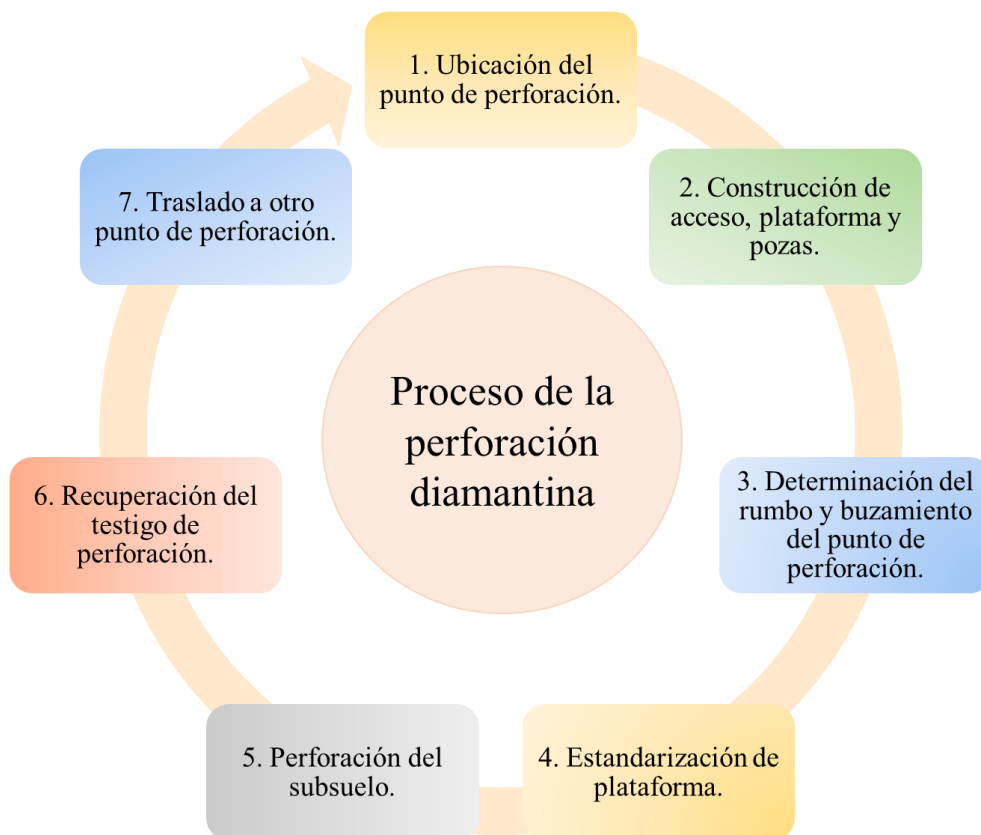 1. Ubicación del
punto de perforación.
2. Construcción de
acceso, plataforma y
pozas.
3. Determinación del
rumbo y buzamiento
del punto de
perforación.
4. Estandarización de
plataforma.
5. Perforación del
subsuelo.
6. Recuperación del
testigo de
perforación.
7. Traslado a otro
punto de perforación.
Proceso de la
perforación
diamantina